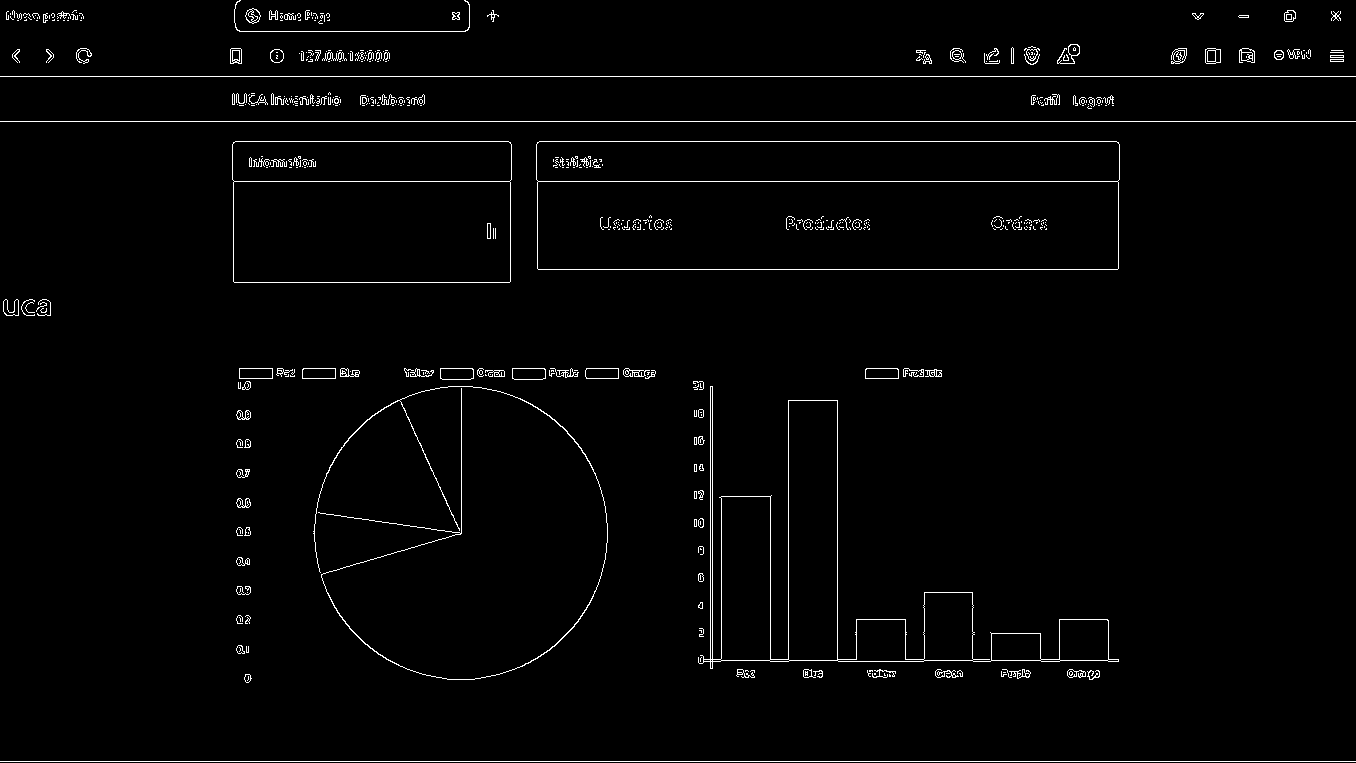 Nueva pestaña
Home Page
127.0.0.1:8000
VPN
IUCA Inventario Dashboard
Perfil Logout
Information
Statistics
Usuarios Productos Orders
uca
Red Blue Yellow Green Purple Orange
1.0
0.9
0.8
0.7
0.6
0.5
0.4
0.3
0.2
0.1
0
Products
20
18
16
14
12
10
8
6
4
2
0
Red Blue Yellow Green Purple Orange